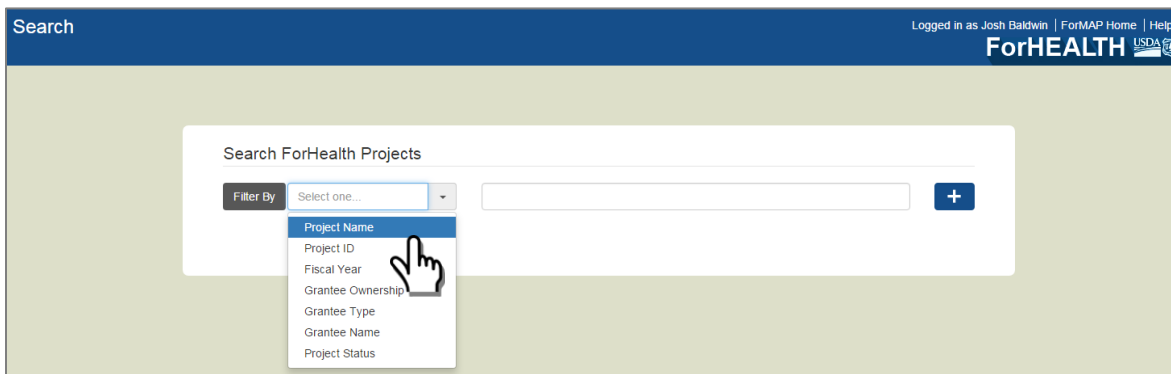 Search
Logged in as Josh Baldwin | ForMAP Home | Help
ForHEALTH USDA
Search ForHealth Projects
Filter By Select one...
+
Project Name
Project ID
Fiscal Year
Grantee Ownership
Grantee Type
Grantee Name
Project Status